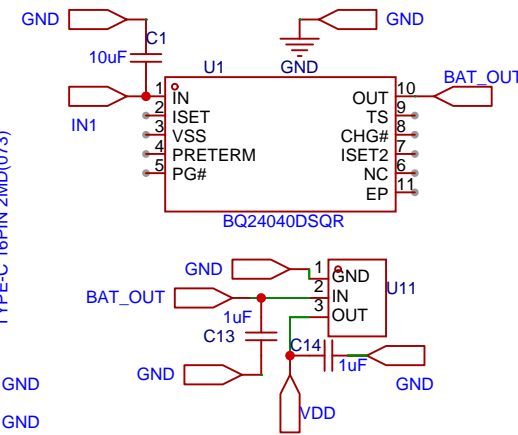 GND
C1
10uF
IN1
U1
GND
GND
BAT_OUT
1 IN
2 ISET
3 VSS
4 PRETERM
5 PG#
OUT 10
TS 9
CHG# 8
ISET2 7
NC 6
EP 11
BQ24040DSQR
TYPE-C 16PIN 2MD(073)
GND
BAT_OUT
1 GND
2 IN
3 OUT
U11
1uF
C13
C14
1uF
GND
GND
VDD
GND
GND